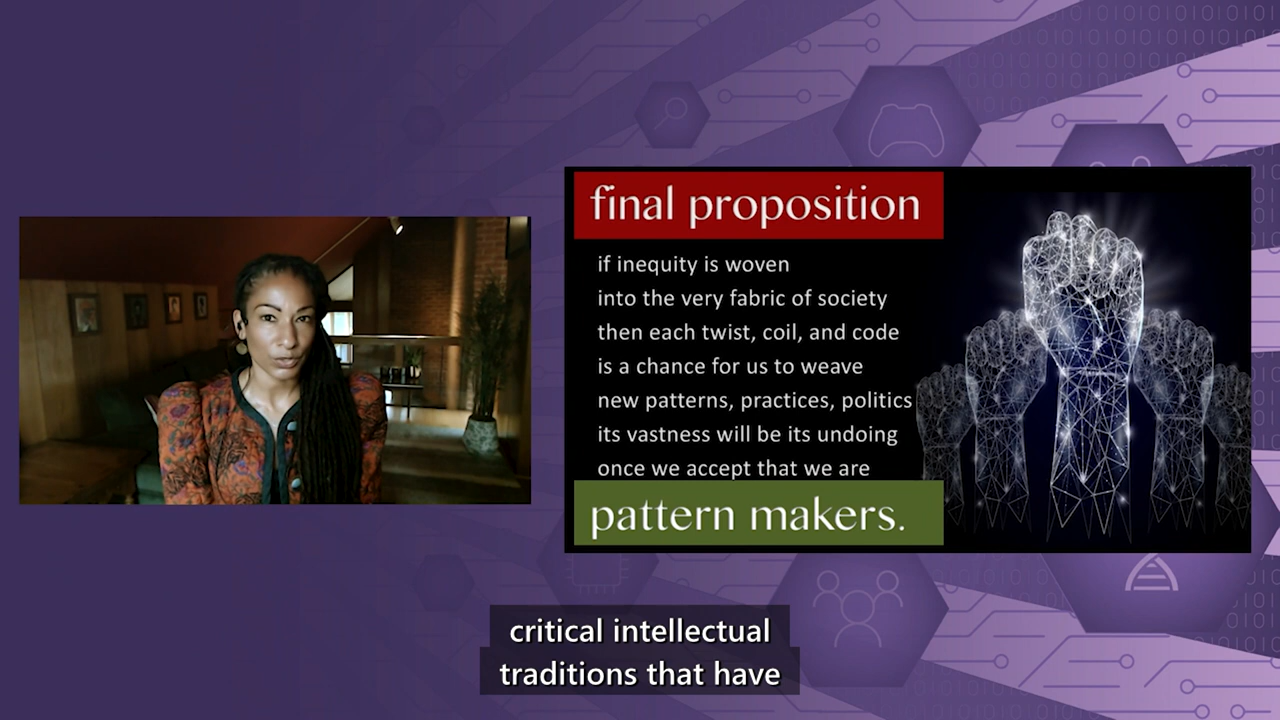 final proposition
if inequity is woven
into the very fabric of society
then each twist, coil, and code
is a chance for us to weave
new patterns, practices, politics
its vastness will be its undoing
once we accept that we are
pattern makers.
critical intellectual
traditions that have